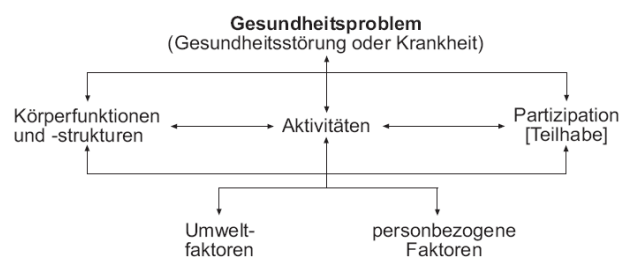 Gesundheitsproblem
(Gesundheitsstörung oder Krankheit)
Körperfunktionen
und -strukturen
Aktivitäten
Partizipation
[Teilhabe]
Umwelt-
faktoren
personbezogene
Faktoren